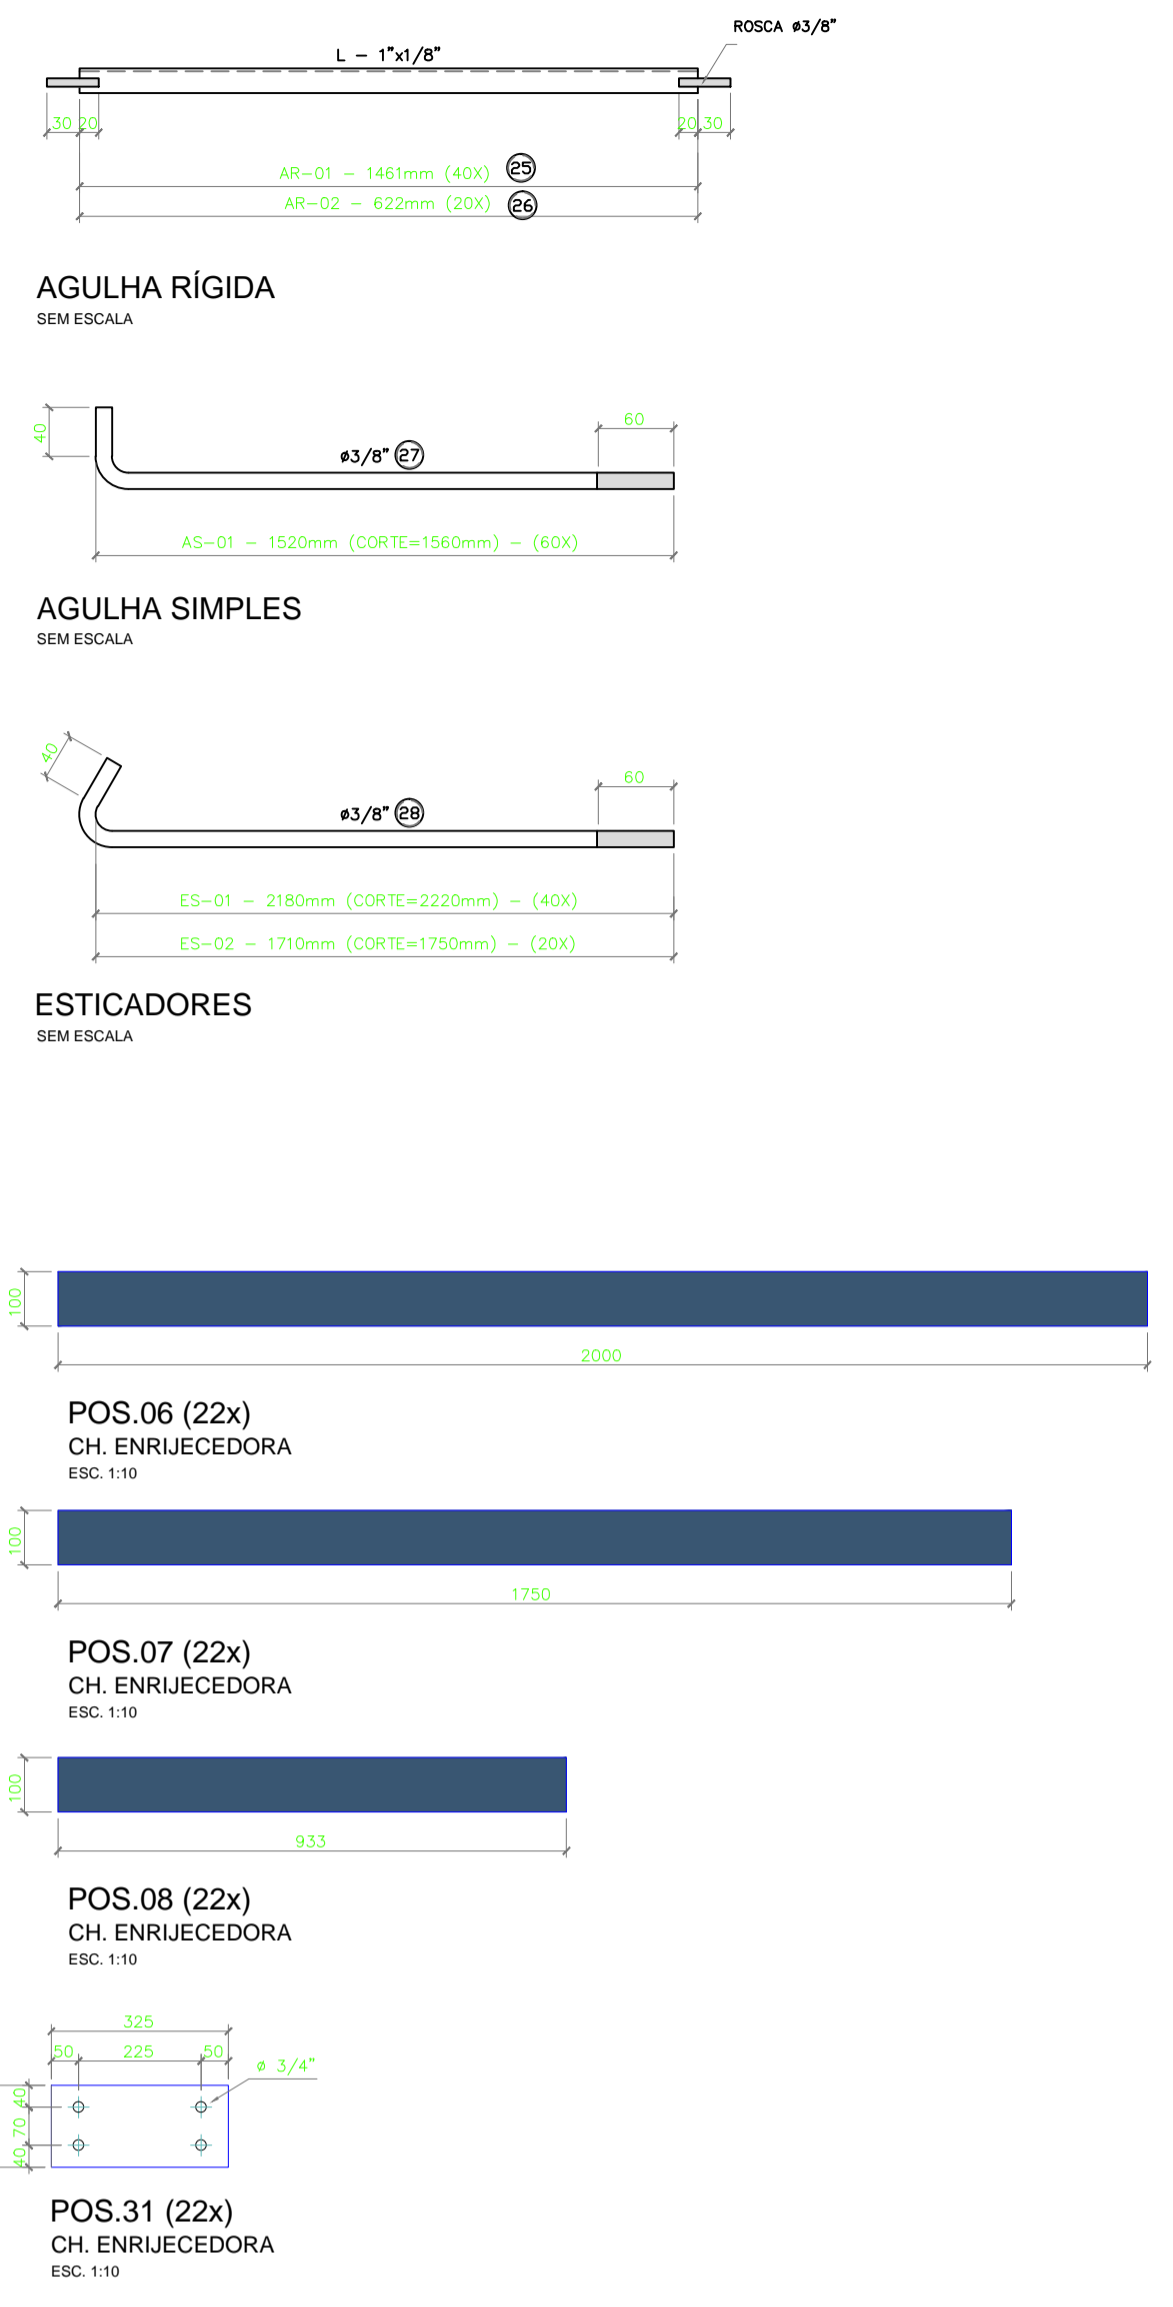 ROSCA ø3/8"
L - 1"x1/8"
30 20 20 30
AR-01 - 1461mm (40X) 25
AR-02 - 622mm (20X) 26
AGULHA RÍGIDA
SEM ESCALA
40
60
ø3/8" 27
AS-01 - 1520mm (CORTE=1560mm) - (60X)
AGULHA SIMPLES
SEM ESCALA
40
60
ø3/8" 28
ES-01 - 2180mm (CORTE=2220mm) - (40X)
ES-02 - 1710mm (CORTE=1750mm) - (20X)
ESTICADORES
SEM ESCALA
100
2000
POS.06 (22x)
CH. ENRIJECEDORA
ESC. 1:10
100
1750
POS.07 (22x)
CH. ENRIJECEDORA
ESC. 1:10
100
933
POS.08 (22x)
CH. ENRIJECEDORA
ESC. 1:10
325
50 225 50
ø 3/4"
40
70
40
POS.31 (22x)
CH. ENRIJECEDORA
ESC. 1:10